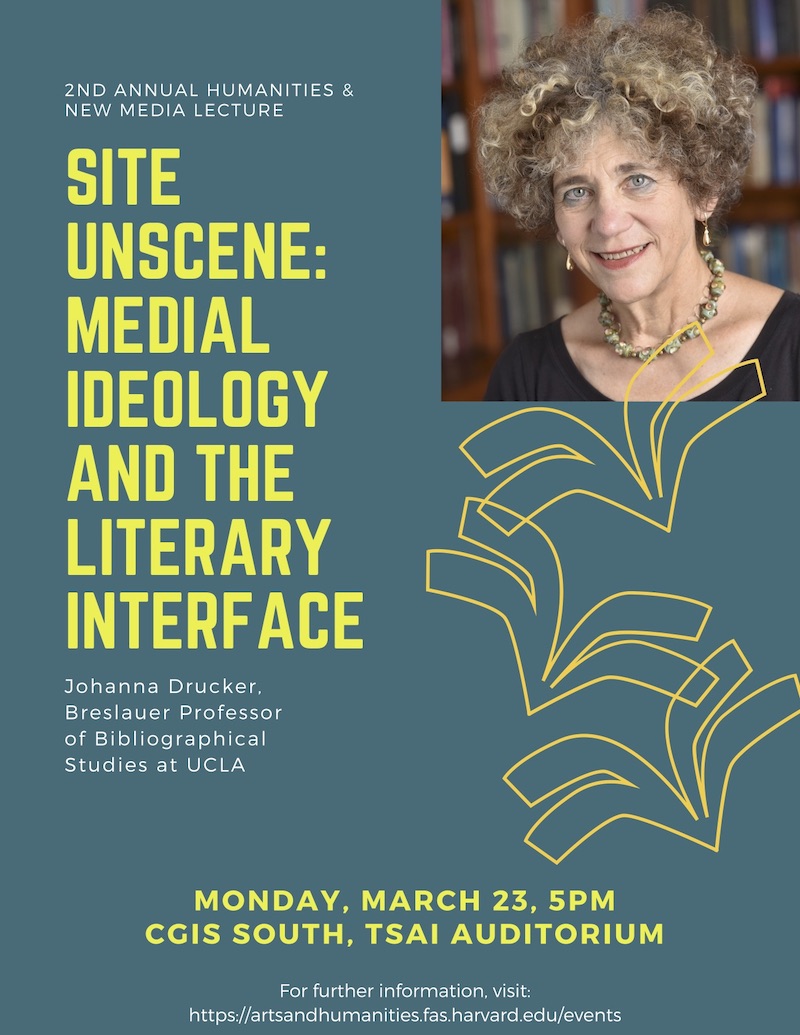 2ND ANNUAL HUMANITIES &
NEW MEDIA LECTURE
SITE
UNSCENE:
MEDIAL
IDEOLOGY
AND THE
LITERARY
INTERFACE
Johanna Drucker,
Breslauer Professor
of Bibliographical
Studies at UCLA
MONDAY, MARCH 23, 5PM
CGIS SOUTH, TSAI AUDITORIUM
For further information, visit:
https://artsandhumanities.fas.harvard.edu/events